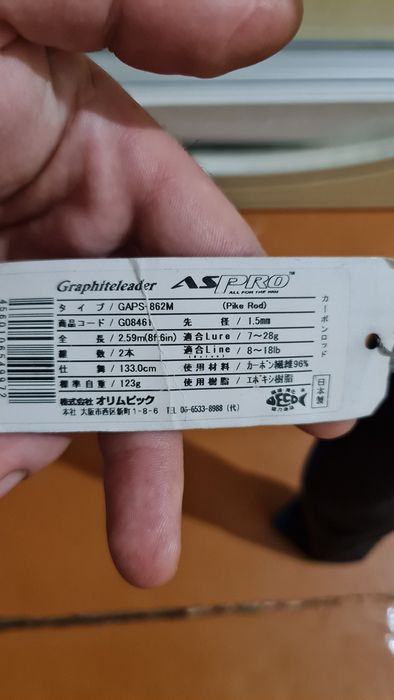 Graphiteleader ASPRO™
ALL FOR THE ONE
タイプ / GAPS-862M (Pike Rod)
商品コード / G08461 先径 / 1.5mm
全長 / 2.59m(8ft6in) 適合Lure / 7～28g
継数 / 2本 適合Line / 8～18lb
仕舞 / 133.0cm 使用材料 / カーボン繊維96%
標準自重 / 123g 使用樹脂 / エポキシ樹脂
株式会社 オリムピック
本社 大阪市西区新町1-8-6 TEL 06-6533-8988 (代)
カーボンロッド
日本製
SECO